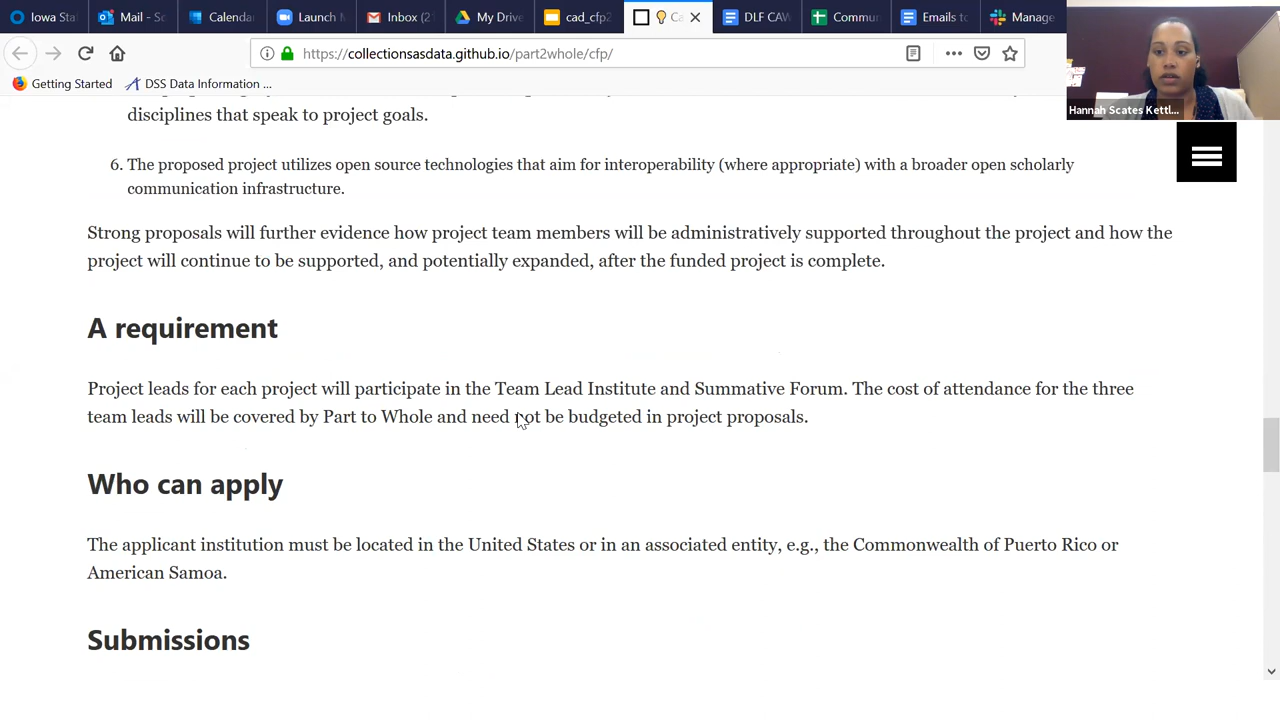 Iowa Sta
Mail - S
Calenda
Launch M
Inbox (2
My Drive
cad_cfp2
Ca
DLF CAW
Commun
Emails to
Manage
https://collectionsasdata.github.io/part2whole/cfp/
Getting Started
DSS Data Information ...
Hannah Scates Kettl...
disciplines that speak to project goals.
6. The proposed project utilizes open source technologies that aim for interoperability (where appropriate) with a broader open scholarly
communication infrastructure.
Strong proposals will further evidence how project team members will be administratively supported throughout the project and how the
project will continue to be supported, and potentially expanded, after the funded project is complete.
A requirement
Project leads for each project will participate in the Team Lead Institute and Summative Forum. The cost of attendance for the three
team leads will be covered by Part to Whole and need not be budgeted in project proposals.
Who can apply
The applicant institution must be located in the United States or in an associated entity, e.g., the Commonwealth of Puerto Rico or
American Samoa.
Submissions